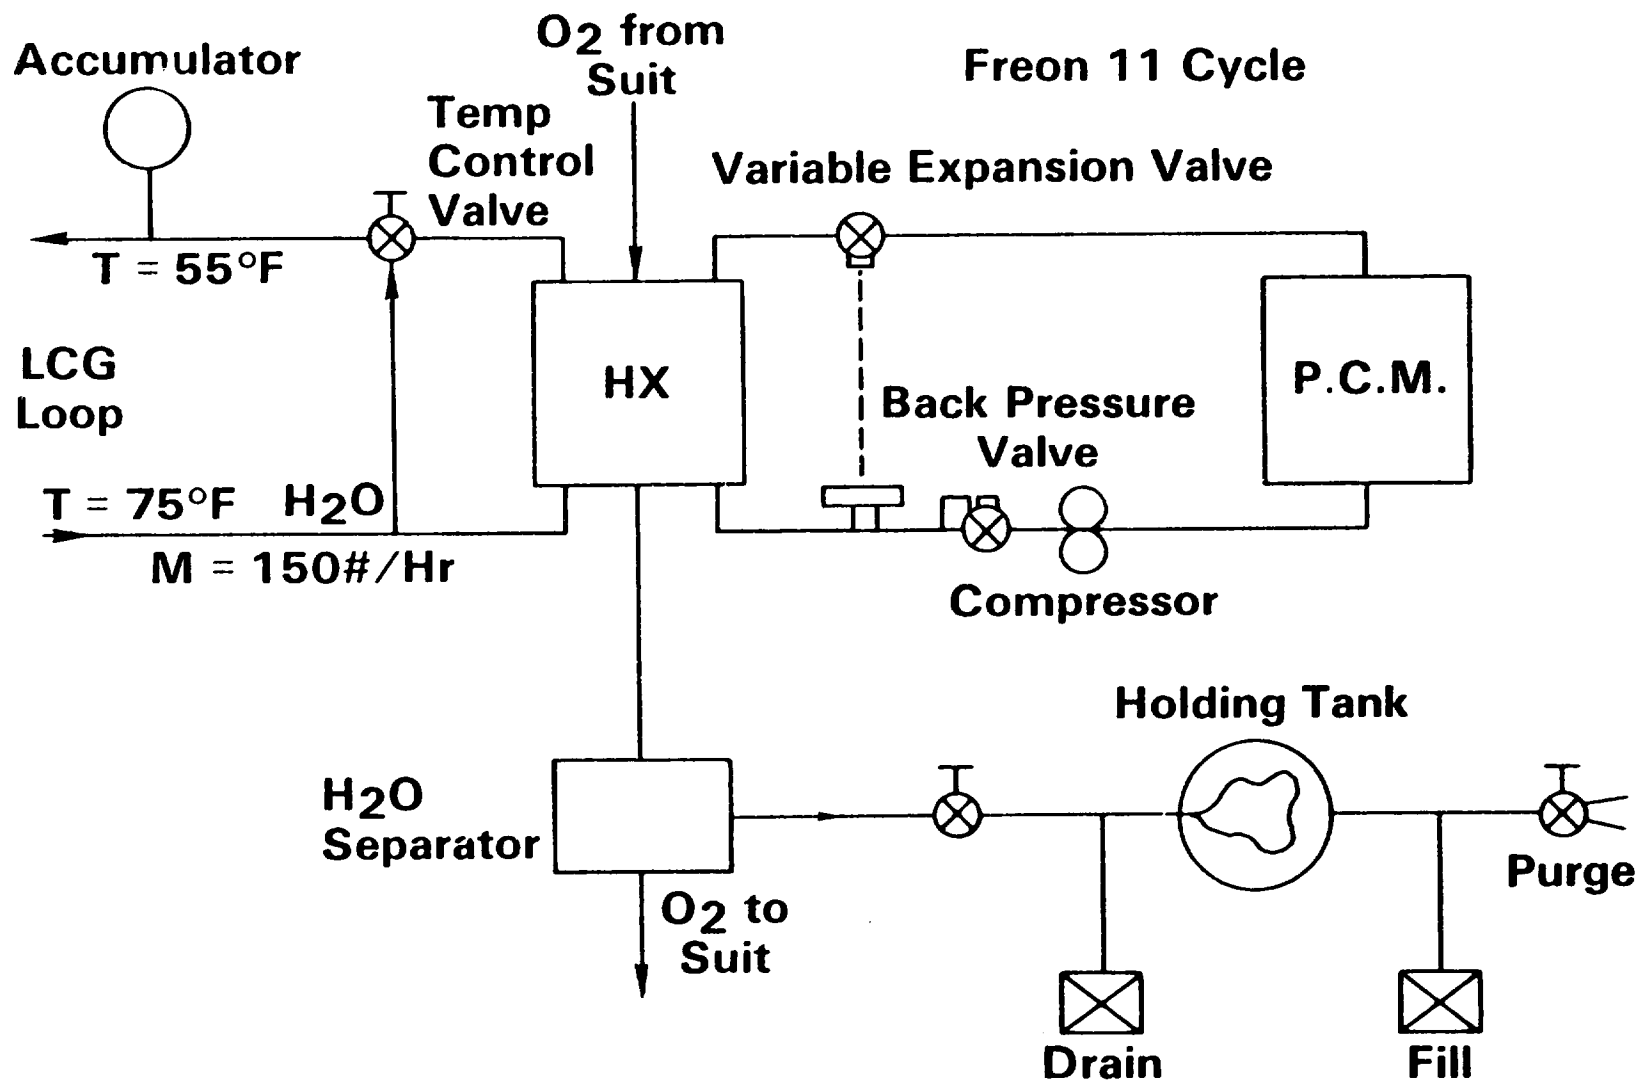 Accumulator
O2 from
Suit
Freon 11 Cycle
Temp
Control
Valve
Variable Expansion Valve
T = 55°F
LCG
Loop
HX
P.C.M.
Back Pressure
Valve
T = 75°F H2O
M = 150#/Hr
Compressor
Holding Tank
H2O
Separator
Purge
O2 to
Suit
Drain
Fill